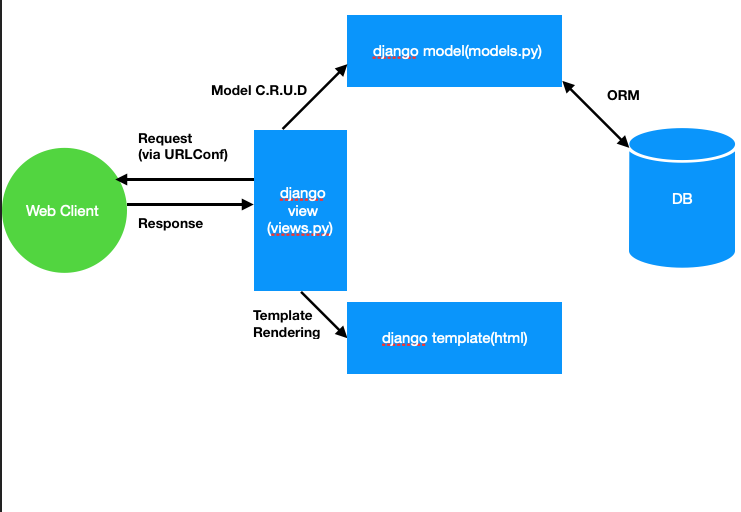 django model(models.py)
Model C.R.U.D
ORM
Request
(via URLConf)
django
view
(views.py)
Web Client
DB
Response
Template
Rendering
django template(html)